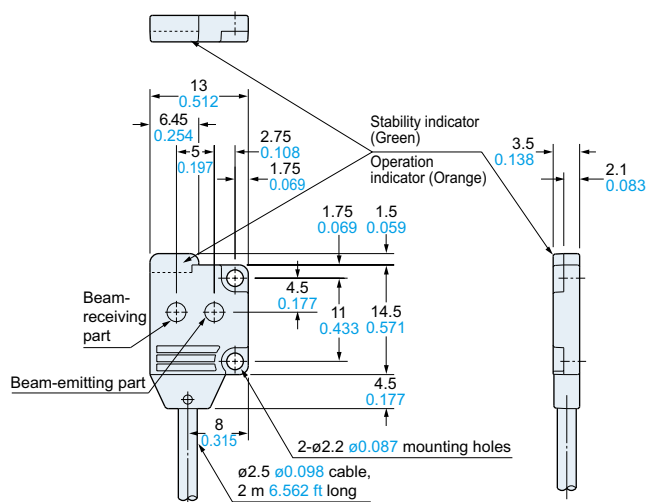 13
0.512
6.45
0.254
5
0.197
2.75
0.108
1.75
0.069
Stability indicator
(Green)
Operation
indicator (Orange)
3.5
0.138
2.1
0.083
1.75
0.069
1.5
0.059
4.5
0.177
11
0.433
14.5
0.571
Beam-
receiving
part
Beam-emitting part
4.5
0.177
8
0.315
2-ø2.2 ø0.087 mounting holes
ø2.5 ø0.098 cable,
2 m 6.562 ft long